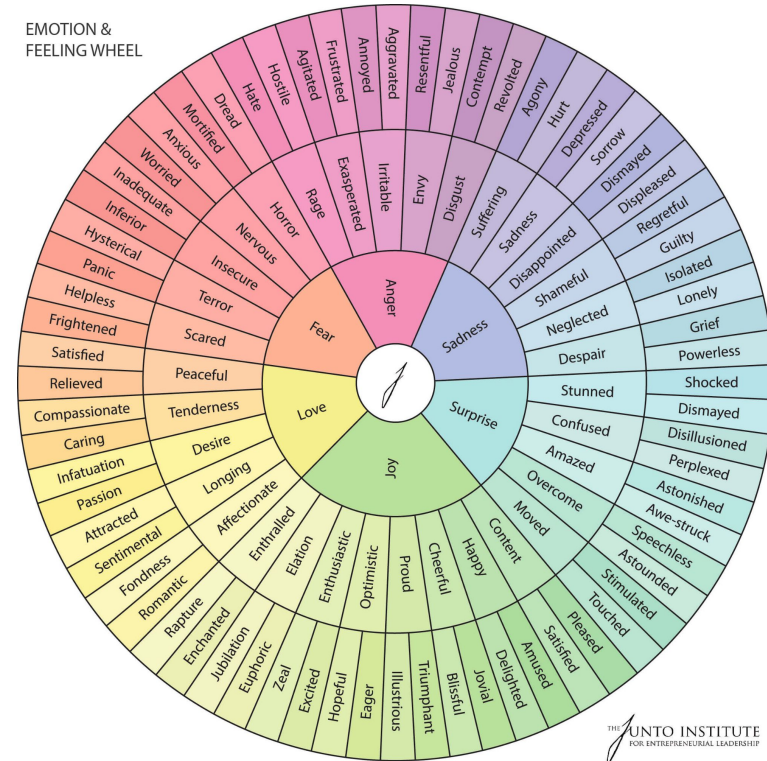 EMOTION &
FEELING WHEEL
Anger
Sadness
Surprise
Joy
Love
Fear
Rage
Exasperated
Irritable
Envy
Disgust
Suffering
Sadness
Disappointed
Shameful
Neglected
Despair
Stunned
Confused
Amazed
Overcome
Moved
Content
Happy
Cheerful
Proud
Optimistic
Enthusiastic
Elation
Enthralled
Affectionate
Longing
Desire
Tenderness
Peaceful
Scared
Terror
Insecure
Nervous
Horror
Hate
Hostile
Agitated
Frustrated
Annoyed
Aggravated
Resentful
Jealous
Contempt
Revolted
Agony
Hurt
Depressed
Sorrow
Dismayed
Displeased
Regretful
Guilty
Isolated
Lonely
Grief
Powerless
Shocked
Dismayed
Disillusioned
Perplexed
Astonished
Awe-struck
Speechless
Astounded
Stimulated
Touched
Pleased
Satisfied
Amused
Delighted
Jovial
Blissful
Triumphant
Illustrious
Eager
Hopeful
Excited
Zeal
Euphoric
Jubilation
Enchanted
Rapture
Romantic
Fondness
Sentimental
Attracted
Passion
Infatuation
Caring
Compassionate
Relieved
Satisfied
Frightened
Helpless
Panic
Hysterical
Inferior
Inadequate
Worried
Anxious
Mortified
Dread
THE JUNTO INSTITUTE
FOR ENTREPRENEURIAL LEADERSHIP